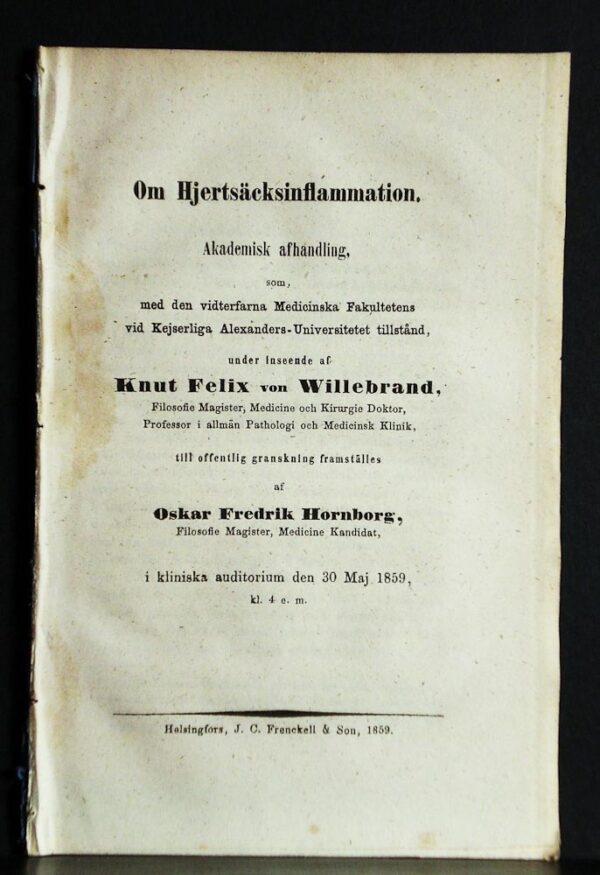 Om Hjertsäcksinflammation.
Akademisk afhandling,
som,
med den vidterfarna Medicinska Fakultetens
vid Kejserliga Alexanders-Universitetet tillstånd,
under inseende af
Knut Felix von Willebrand,
Filosofie Magister, Medicine och Kirurgie Doktor,
Professor i allmän Pathologi och Medicinsk Klinik,
till offentlig granskning framställes
af
Oskar Fredrik Hornborg,
Filosofie Magister, Medicine Kandidat,
i kliniska auditorium den 30 Maj 1859,
kl. 4 e. m.
Helsingfors, J. C. Frenckell & Son, 1859.